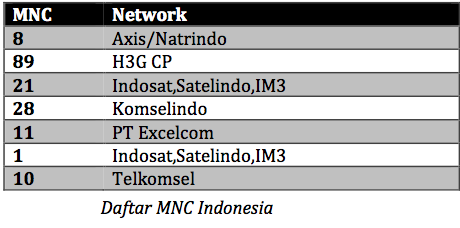 MNC Network
8 Axis/Natrindo
89 H3G CP
21 Indosat,Satelindo,IM3
28 Komselindo
11 PT Excelcom
1 Indosat,Satelindo,IM3
10 Telkomsel
Daftar MNC Indonesia